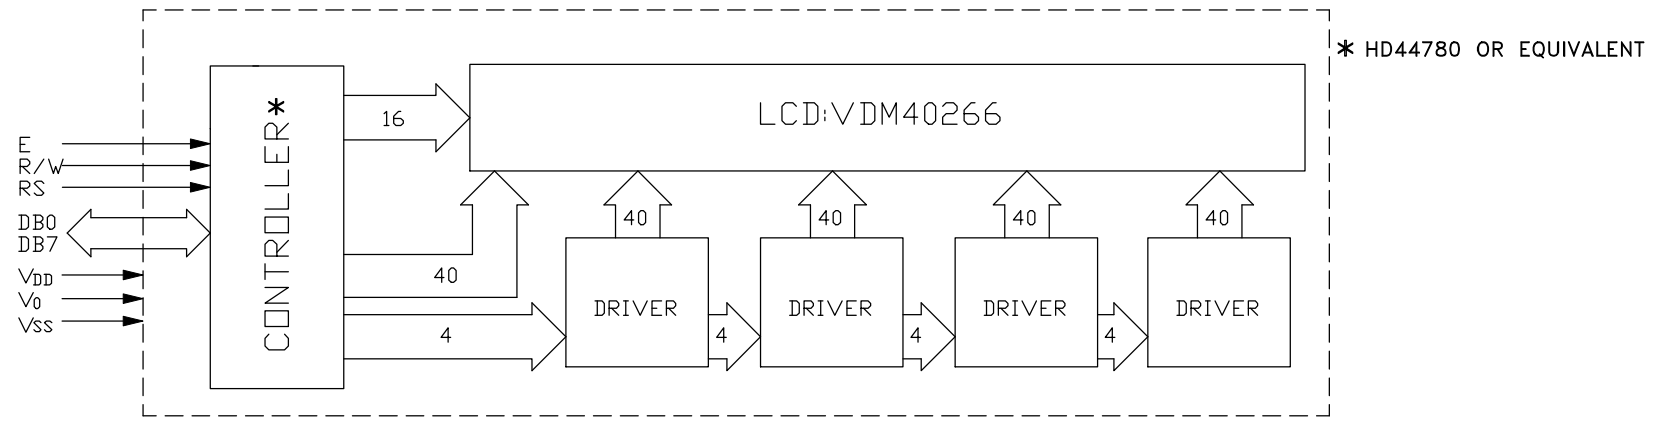 * HD44780 OR EQUIVALENT
LCD:VDM40266
CONTROLLER*
16
E
R/W
RS
DB0
DB7
VDD
V0
VSS
40
40
40
40
40
4
DRIVER
4
DRIVER
4
DRIVER
4
DRIVER